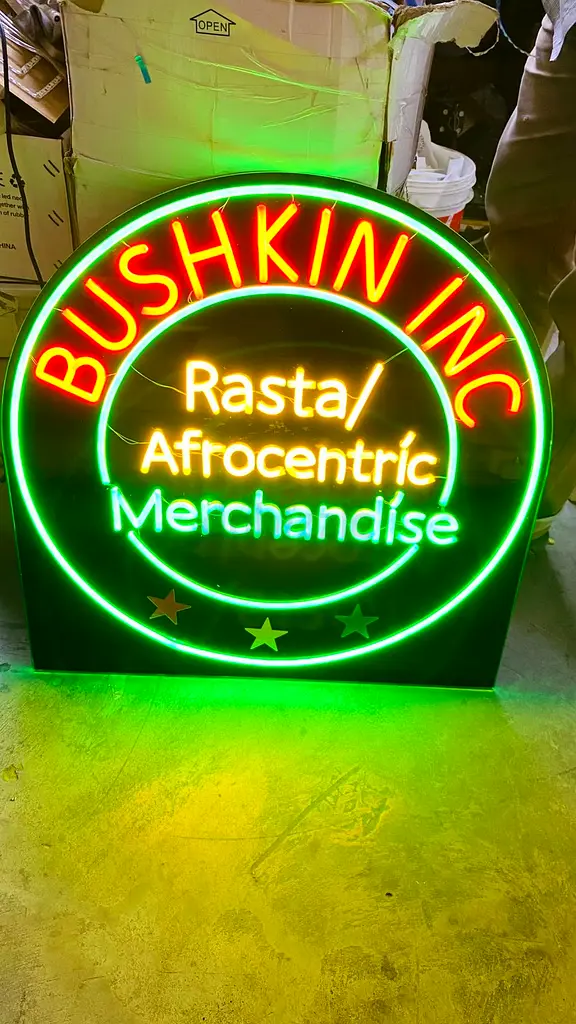 OPEN
BUSHKIN INC
Rasta/
Afrocentric
Merchandise